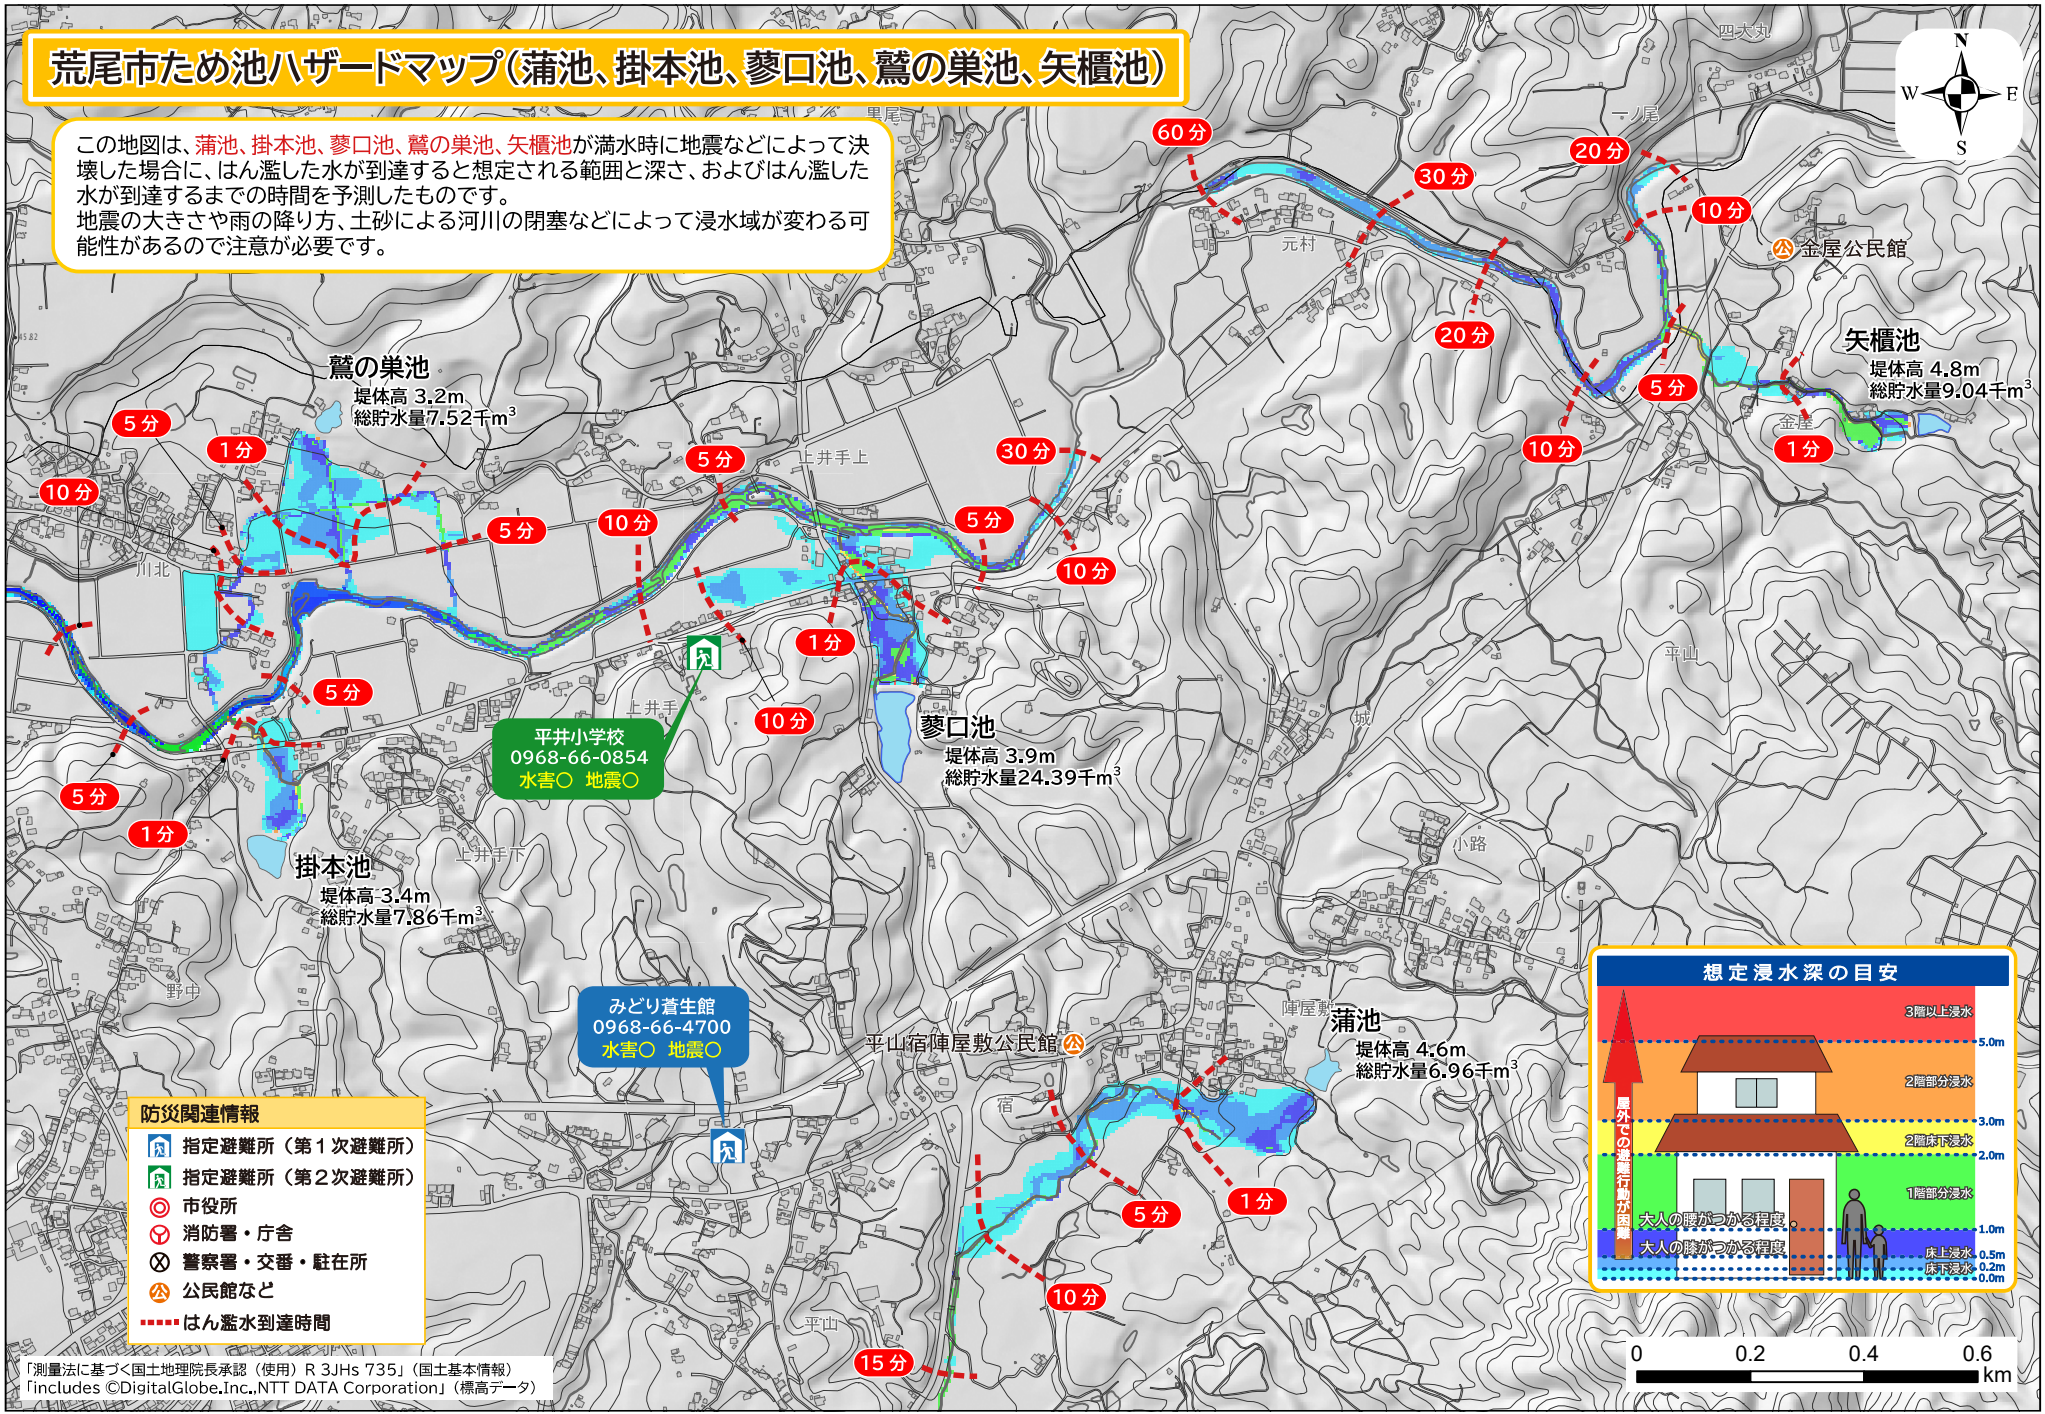 荒尾市ため池ハザードマップ(蒲池、掛本池、蓼口池、鷲の巣池、矢櫃池)
この地図は、蒲池、掛本池、蓼口池、鷲の巣池、矢櫃池が満水時に地震などによって決
壊した場合に、はん濫した水が到達すると想定される範囲と深さ、およびはん濫した
水が到達するまでの時間を予測したものです。
地震の大きさや雨の降り方、土砂による河川の閉塞などによって浸水域が変わる可
能性があるので注意が必要です。
四大丸
N
W
E
S
黒尾
一ノ尾
60分
20分
30分
10分
元村
金屋公民館
20分
矢櫃池
堤体高 4.8m
総貯水量9.04千m³
5分
金屋
10分
1分
45.82
鷲の巣池
堤体高 3.2m
総貯水量7.52千m³
5分
1分
10分
5分
上井手上
30分
5分
10分
5分
10分
川北
1分
平山
5分
上井手
10分
城
平井小学校
0968-66-0854
水害○ 地震○
蓼口池
堤体高 3.9m
総貯水量24.39千m³
5分
1分
上井手下
小路
掛本池
堤体高 3.4m
総貯水量7.86千m³
野中
みどり蒼生館
0968-66-4700
水害○ 地震○
平山宿陣屋敷公民館
陣屋敷
蒲池
堤体高 4.6m
総貯水量6.96千m³
宿
1分
5分
10分
平山
15分
防災関連情報
指定避難所(第1次避難所)
指定避難所(第2次避難所)
市役所
消防署・庁舎
警察署・交番・駐在所
公民館など
はん濫水到達時間
「測量法に基づく国土地理院長承認(使用)R 3JHs 735」(国土基本情報)
「includes ©DigitalGlobe.Inc.,NTT DATA Corporation」(標高データ)
想定浸水深の目安
3階以上浸水
5.0m
2階部分浸水
3.0m
2階床下浸水
2.0m
1階部分浸水
大人の腰がつかる程度
1.0m
大人の膝がつかる程度
床上浸水
0.5m
床下浸水
0.2m
0.0m
屋外での避難行動が困難
0 0.2 0.4 0.6
km